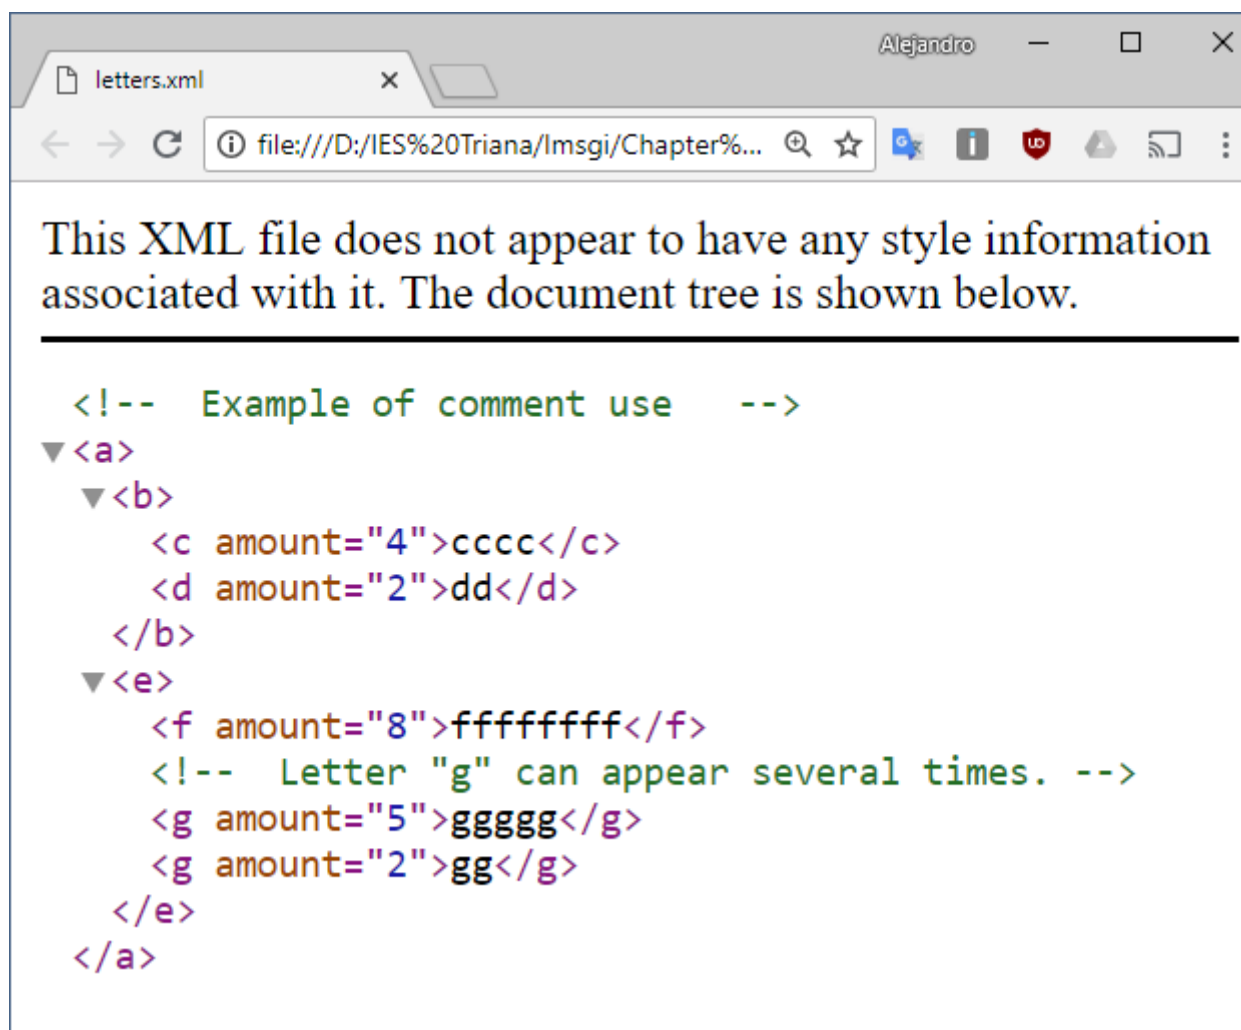 Alejandro
letters.xml
file:///D:/IES%20Triana/lmsgi/Chapter%...
This XML file does not appear to have any style information
associated with it. The document tree is shown below.
<!--  Example of comment use   -->
<a>
<b>
<c amount="4">cccc</c>
<d amount="2">dd</d>
</b>
<e>
<f amount="8">ffffffff</f>
<!--  Letter "g" can appear several times. -->
<g amount="5">ggggg</g>
<g amount="2">gg</g>
</e>
</a>